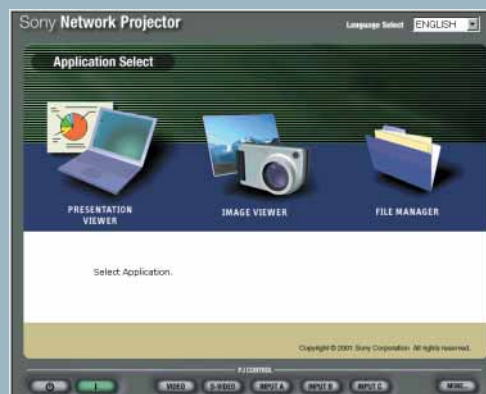 Sony Network Projector
Language Select ENGLISH
Application Select
PRESENTATION
VIEWER
IMAGE VIEWER
FILE MANAGER
Select Application.
Copyright © 2001 Sony Corporation All rights reserved.
PJ CONTROL
VIDEO S-VIDEO INPUT A INPUT B INPUT C MORE...